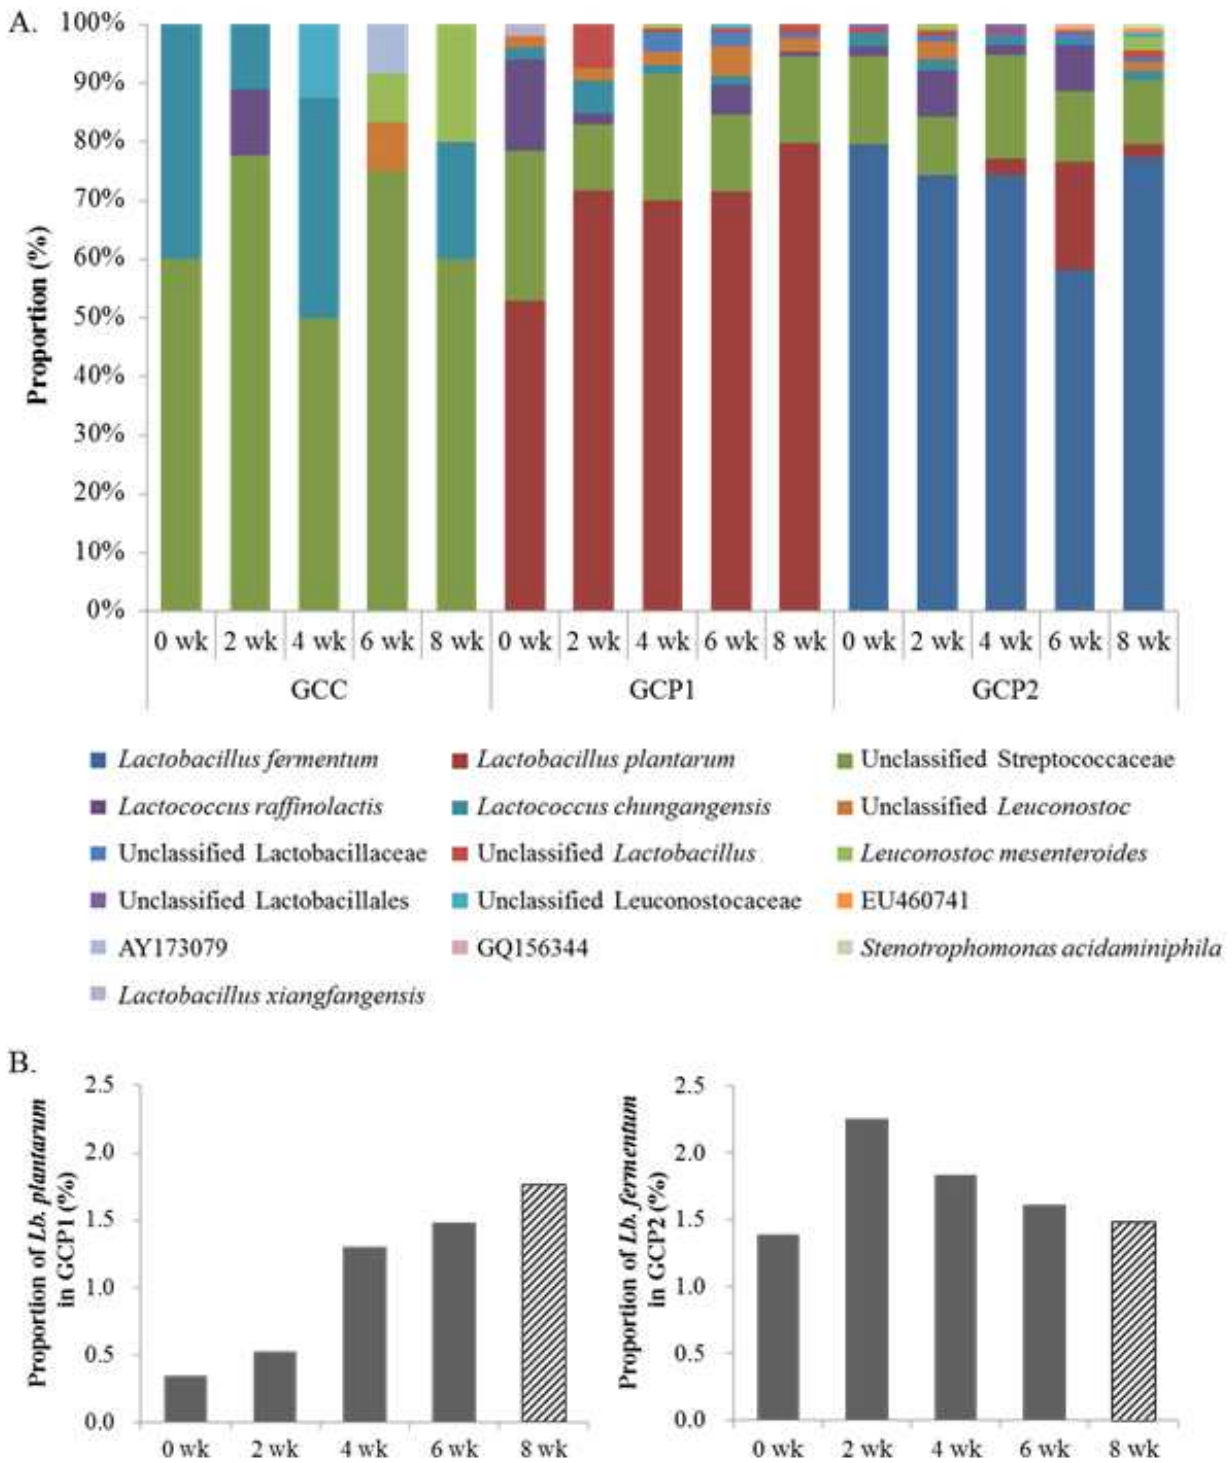 A.
Proportion (%)
100%
90%
80%
70%
60%
50%
40%
30%
20%
10%
0%
0 wk 2 wk 4 wk 6 wk 8 wk 0 wk 2 wk 4 wk 6 wk 8 wk 0 wk 2 wk 4 wk 6 wk 8 wk
GCC GCP1 GCP2
Lactobacillus fermentum Lactobacillus plantarum Unclassified Streptococcaceae
Lactococcus raffinolactis Lactococcus chungangensis Unclassified Leuconostoc
Unclassified Lactobacillaceae Unclassified Lactobacillus Leuconostoc mesenteroides
Unclassified Lactobacillales Unclassified Leuconostocaceae EU460741
AY173079 GQ156344 Stenotrophomonas acidaminiphila
Lactobacillus xiangfangensis
B.
Proportion of Lb. plantarum
in GCP1 (%)
2.5
2.0
1.5
1.0
0.5
0.0
0 wk 2 wk 4 wk 6 wk 8 wk
Proportion of Lb. fermentum
in GCP2 (%)
2.5
2.0
1.5
1.0
0.5
0.0
0 wk 2 wk 4 wk 6 wk 8 wk